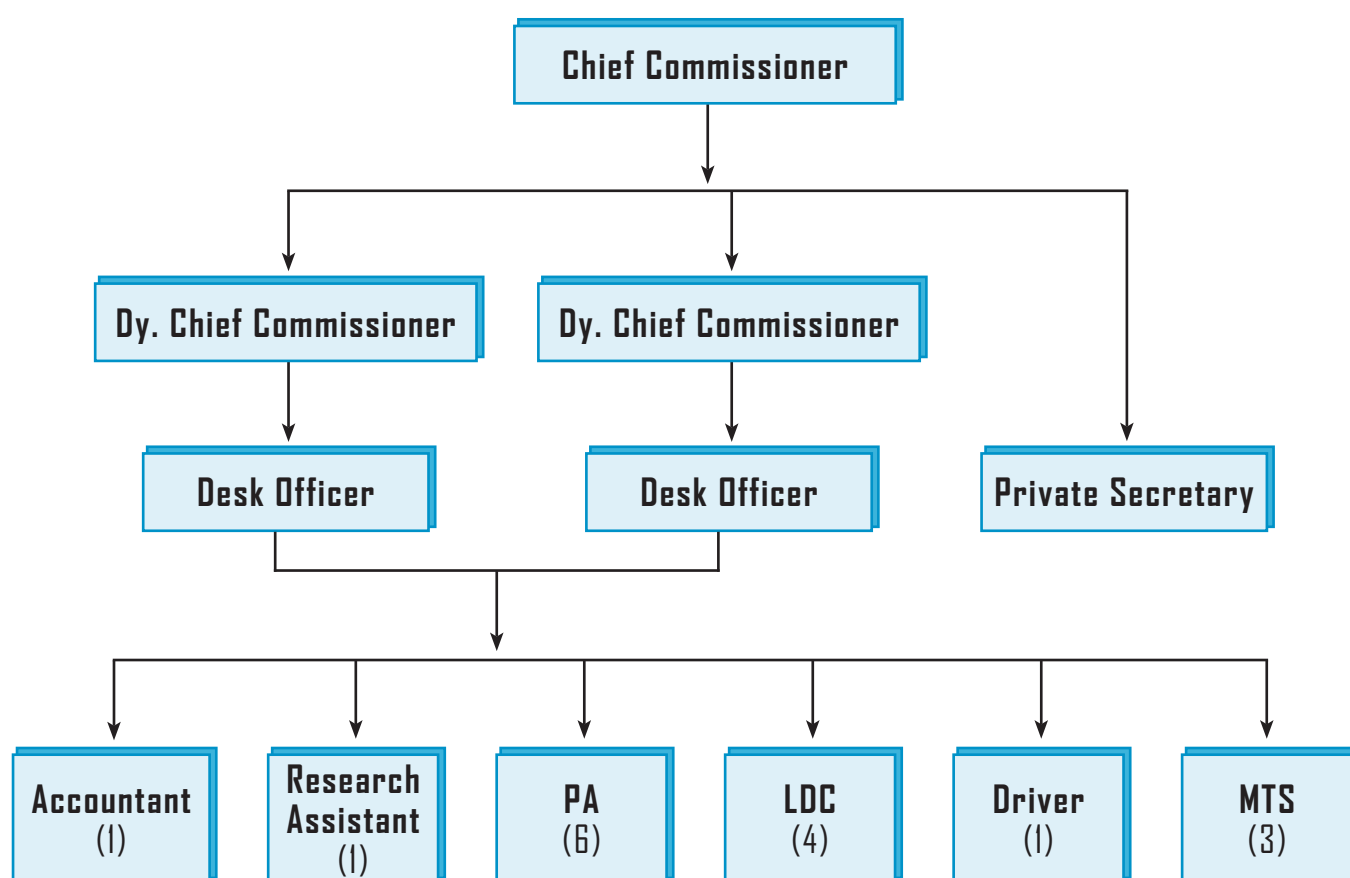 Chief Commissioner
Dy. Chief Commissioner
Dy. Chief Commissioner
Desk Officer
Desk Officer
Private Secretary
Accountant
(1)
Research
Assistant
(1)
PA
(6)
LDC
(4)
Driver
(1)
MTS
(3)